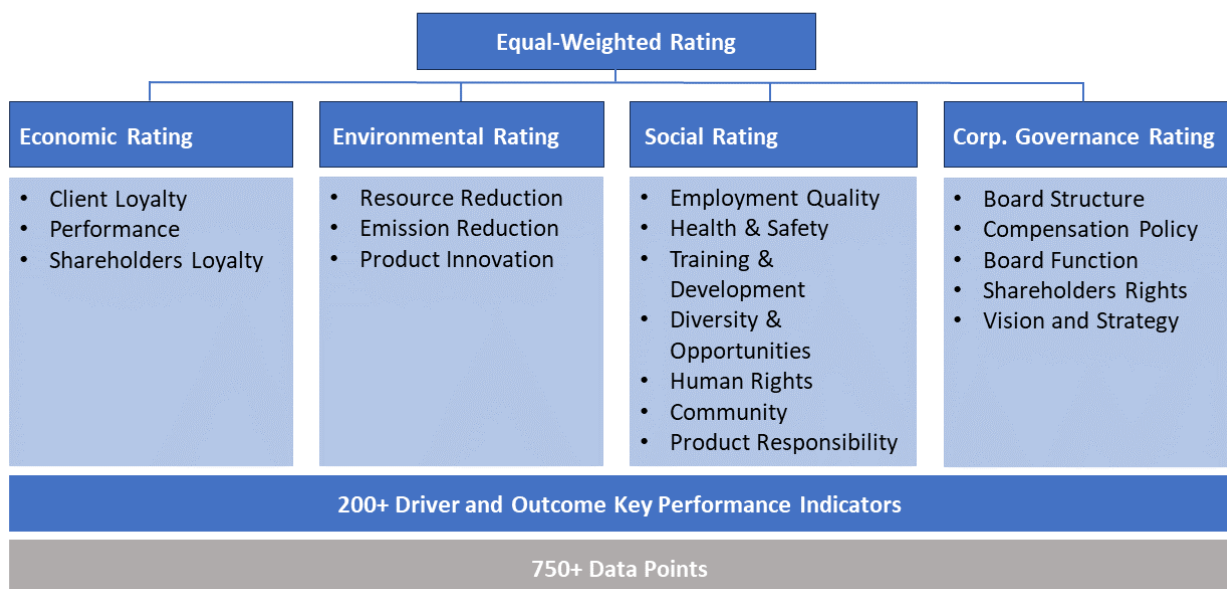 Equal-Weighted Rating
Economic Rating
• Client Loyalty
• Performance
• Shareholders Loyalty
Environmental Rating
• Resource Reduction
• Emission Reduction
• Product Innovation
Social Rating
• Employment Quality
• Health & Safety
• Training &
Development
• Diversity &
Opportunities
• Human Rights
• Community
• Product Responsibility
Corp. Governance Rating
• Board Structure
• Compensation Policy
• Board Function
• Shareholders Rights
• Vision and Strategy
200+ Driver and Outcome Key Performance Indicators
750+ Data Points